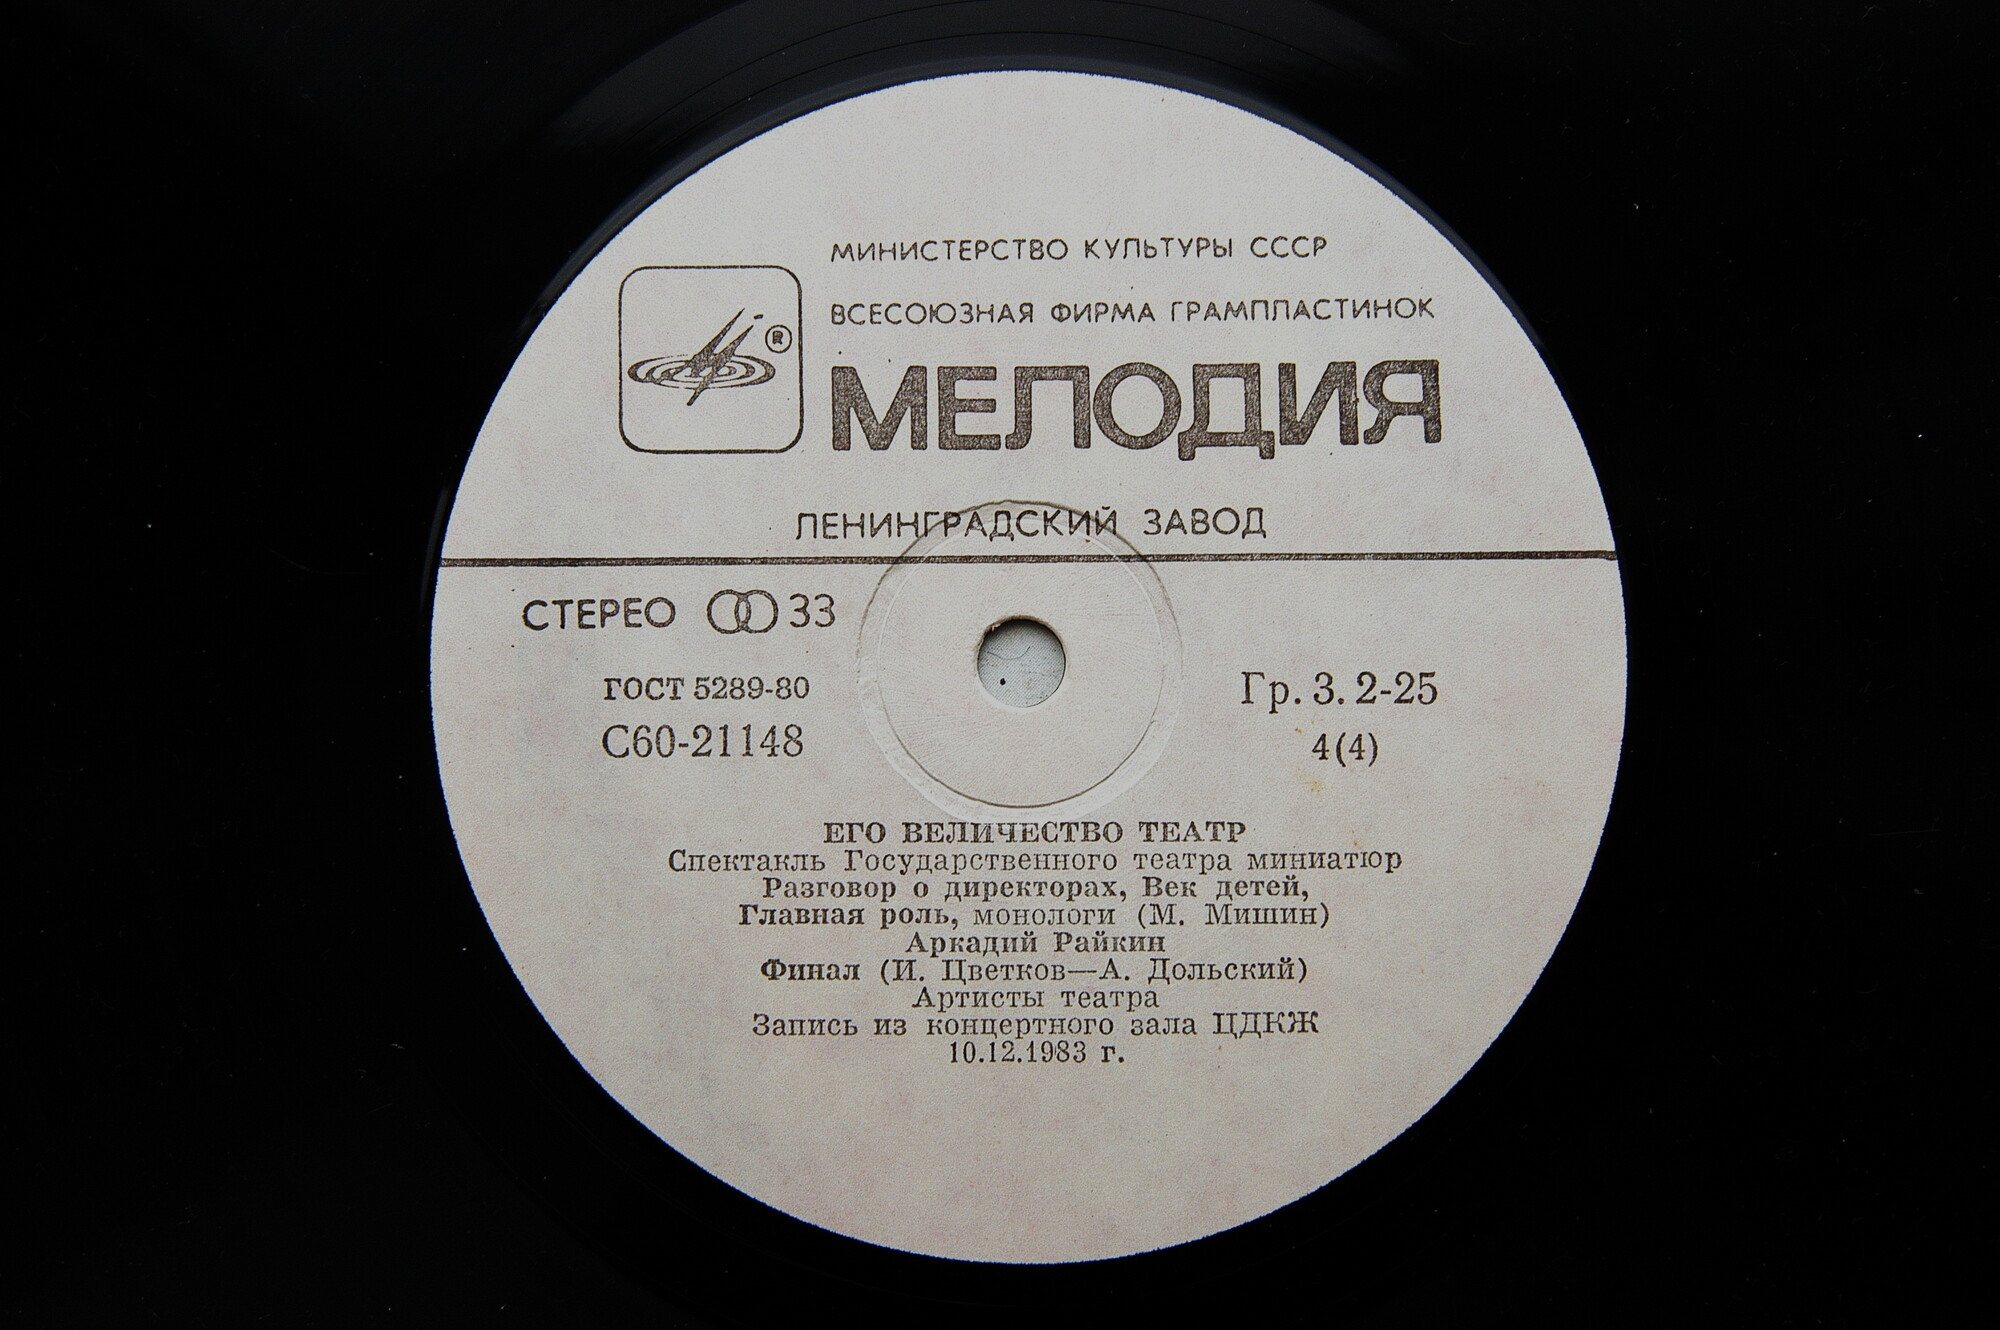 МИНИСТЕРСТВО КУЛЬТУРЫ СССР
ВСЕСОЮЗНАЯ ФИРМА ГРАМПЛАСТИНОК
®
МЕЛОДИЯ
ЛЕНИНГРАДСКИЙ ЗАВОД
СТЕРЕО 33
ГОСТ 5289-80
С60-21148
Гр. 3. 2-25
4(4)
ЕГО ВЕЛИЧЕСТВО ТЕАТР
Спектакль Государственного театра миниатюр
Разговор о директорах, Век детей,
Главная роль, монологи (М. Мишин)
Аркадий Райкин
Финал (И. Цветков—А. Дольский)
Артисты театра
Запись из концертного зала ЦДКЖ
10.12.1983 г.